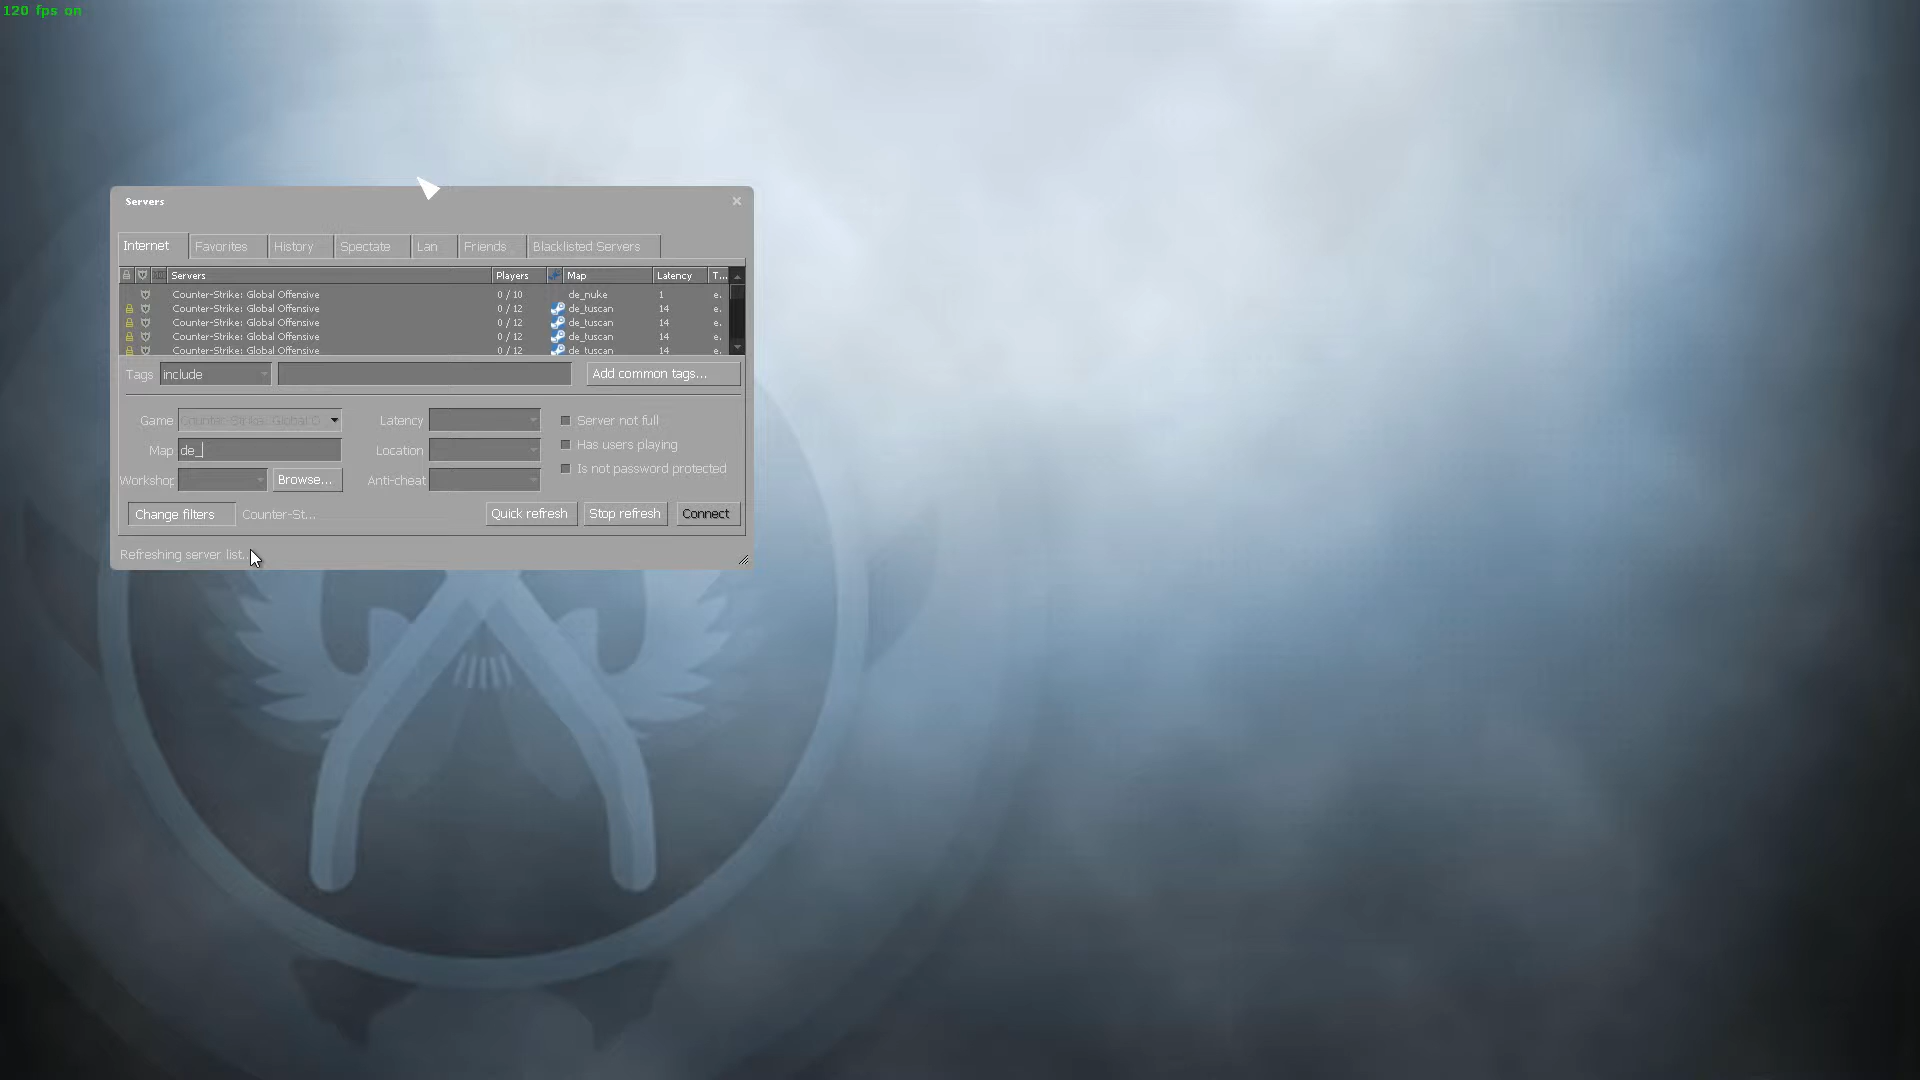 120 fps on
Servers
Internet Favorites History Spectate Lan Friends Blacklisted Servers
Servers Players Map Latency T...
Counter-Strike: Global Offensive 0 / 10 de_nuke 1 e.
Counter-Strike: Global Offensive 0 / 12 de_tuscan 14 e.
Counter-Strike: Global Offensive 0 / 12 de_tuscan 14 e.
Counter-Strike: Global Offensive 0 / 12 de_tuscan 14 e.
Counter-Strike: Global Offensive 0 / 12 de_tuscan 14 e.
Tags include Add common tags...
Game Counter-Strike: Global O Latency Server not full
Map de_ Location Has users playing
Workshop Browse... Anti-cheat Is not password protected
Change filters Counter-St... Quick refresh Stop refresh Connect
Refreshing server list...